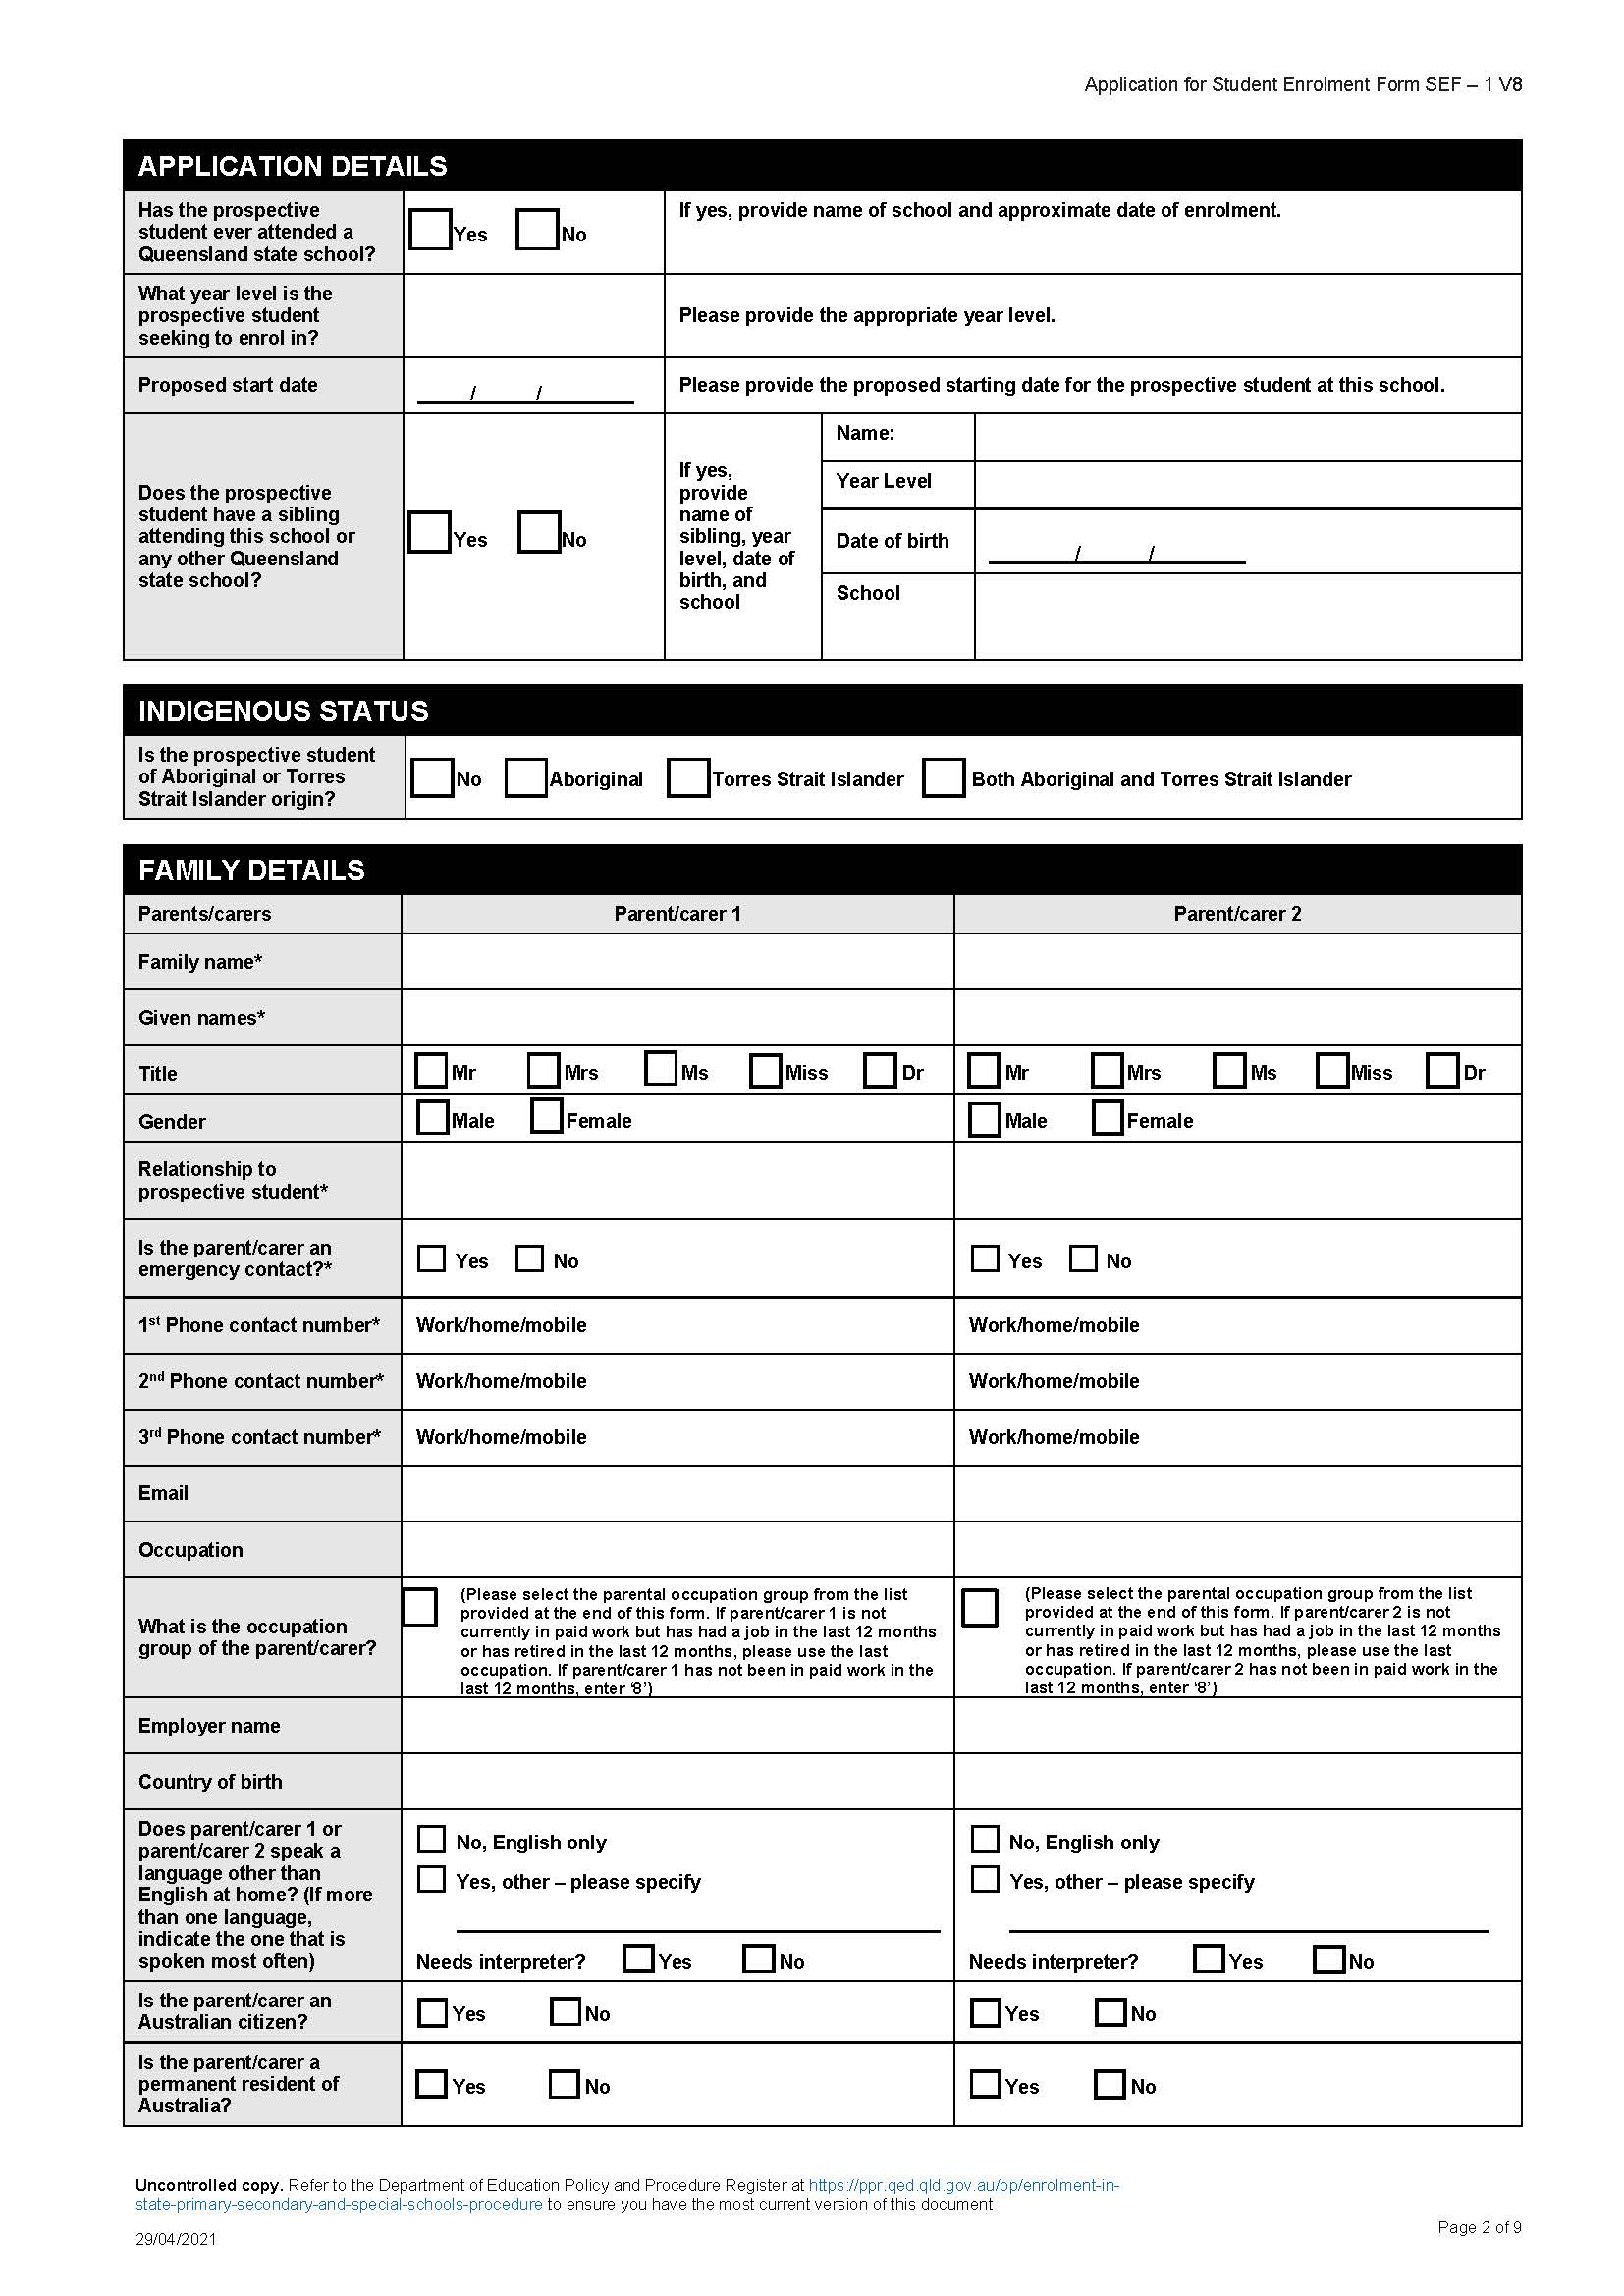 Application for Student Enrolment Form SEF – 1 V8
APPLICATION DETAILS
Has the prospective
student ever attended a
Queensland state school?
Yes No
If yes, provide name of school and approximate date of enrolment.
What year level is the
prospective student
seeking to enrol in?
Please provide the appropriate year level.
Proposed start date
/ /
Please provide the proposed starting date for the prospective student at this school.
Does the prospective
student have a sibling
attending this school or
any other Queensland
state school?
Yes No
If yes,
provide
name of
sibling, year
level, date of
birth, and
school
Name:
Year Level
Date of birth
/ /
School
INDIGENOUS STATUS
Is the prospective student
of Aboriginal or Torres
Strait Islander origin?
No Aboriginal Torres Strait Islander Both Aboriginal and Torres Strait Islander
FAMILY DETAILS
Parents/carers Parent/carer 1 Parent/carer 2
Family name*
Given names*
Title Mr Mrs Ms Miss Dr Mr Mrs Ms Miss Dr
Gender Male Female Male Female
Relationship to
prospective student*
Is the parent/carer an
emergency contact?*
Yes No Yes No
1st Phone contact number* Work/home/mobile Work/home/mobile
2nd Phone contact number* Work/home/mobile Work/home/mobile
3rd Phone contact number* Work/home/mobile Work/home/mobile
Email
Occupation
What is the occupation
group of the parent/carer?
(Please select the parental occupation group from the list
provided at the end of this form. If parent/carer 1 is not
currently in paid work but has had a job in the last 12 months
or has retired in the last 12 months, please use the last
occupation. If parent/carer 1 has not been in paid work in the
last 12 months, enter ‘8’)
(Please select the parental occupation group from the list
provided at the end of this form. If parent/carer 2 is not
currently in paid work but has had a job in the last 12 months
or has retired in the last 12 months, please use the last
occupation. If parent/carer 2 has not been in paid work in the
last 12 months, enter ‘8’)
Employer name
Country of birth
Does parent/carer 1 or
parent/carer 2 speak a
language other than
English at home? (If more
than one language,
indicate the one that is
spoken most often)
No, English only
Yes, other – please specify
Needs interpreter? Yes No
No, English only
Yes, other – please specify
Needs interpreter? Yes No
Is the parent/carer an
Australian citizen?
Yes No Yes No
Is the parent/carer a
permanent resident of
Australia?
Yes No Yes No
Uncontrolled copy. Refer to the Department of Education Policy and Procedure Register at https://ppr.qed.qld.gov.au/pp/enrolment-in-
state-primary-secondary-and-special-schools-procedure to ensure you have the most current version of this document
Page 2 of 9
29/04/2021